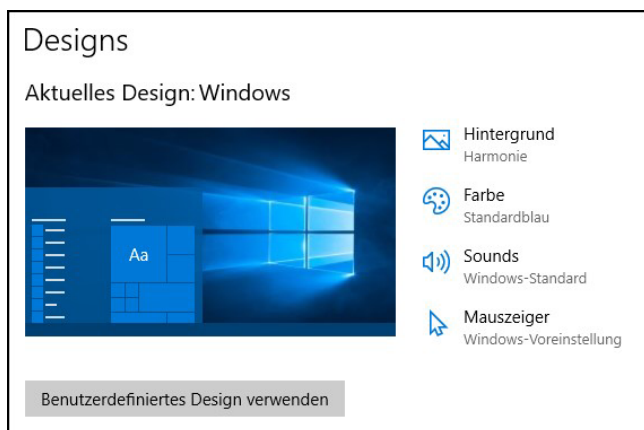 Designs
Aktuelles Design: Windows
Aa
Hintergrund
Harmonie
Farbe
Standardblau
Sounds
Windows-Standard
Mauszeiger
Windows-Voreinstellung
Benutzerdefiniertes Design verwenden